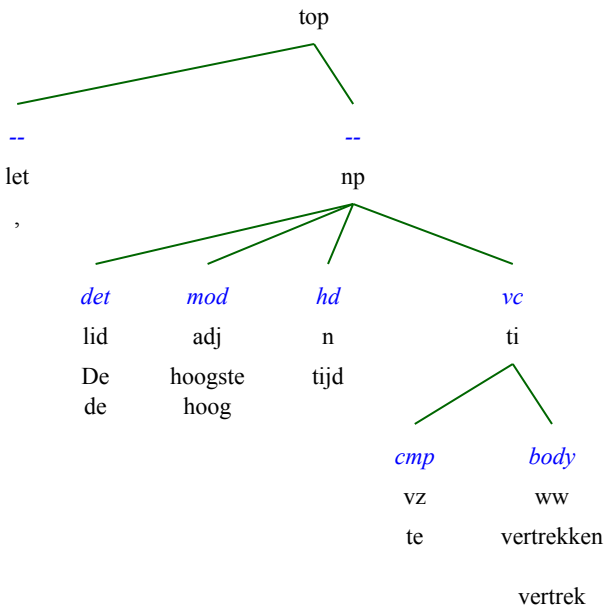 top
-- --
let np
,
det mod hd vc
lid adj n ti
De hoogste tijd
de hoog
cmp body
vz ww
te vertrekken
vertrek